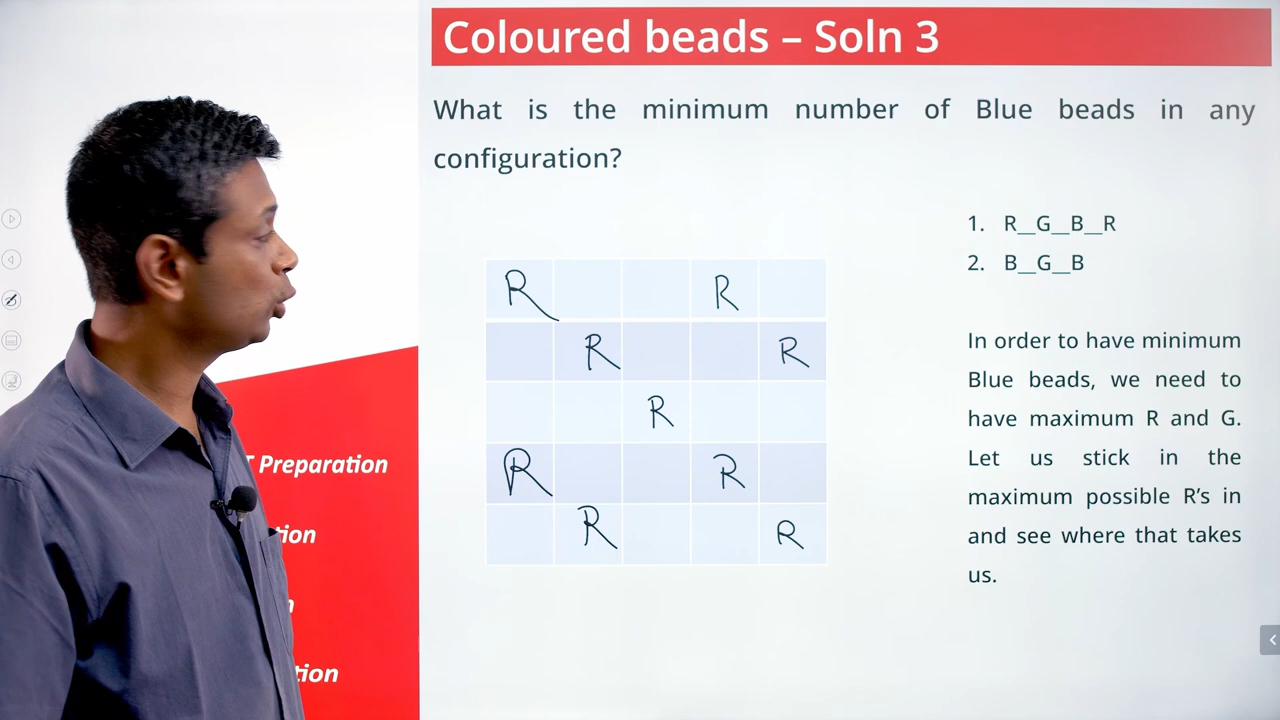 Coloured beads – Soln 3
What is the minimum number of Blue beads in any
configuration?
1. R__G__B__R
2. B__G__B
R R
R R
R
R R
R R
In order to have minimum
Blue beads, we need to
have maximum R and G.
Let us stick in the
maximum possible R's in
and see where that takes
us.
T Preparation
tion
n
tion